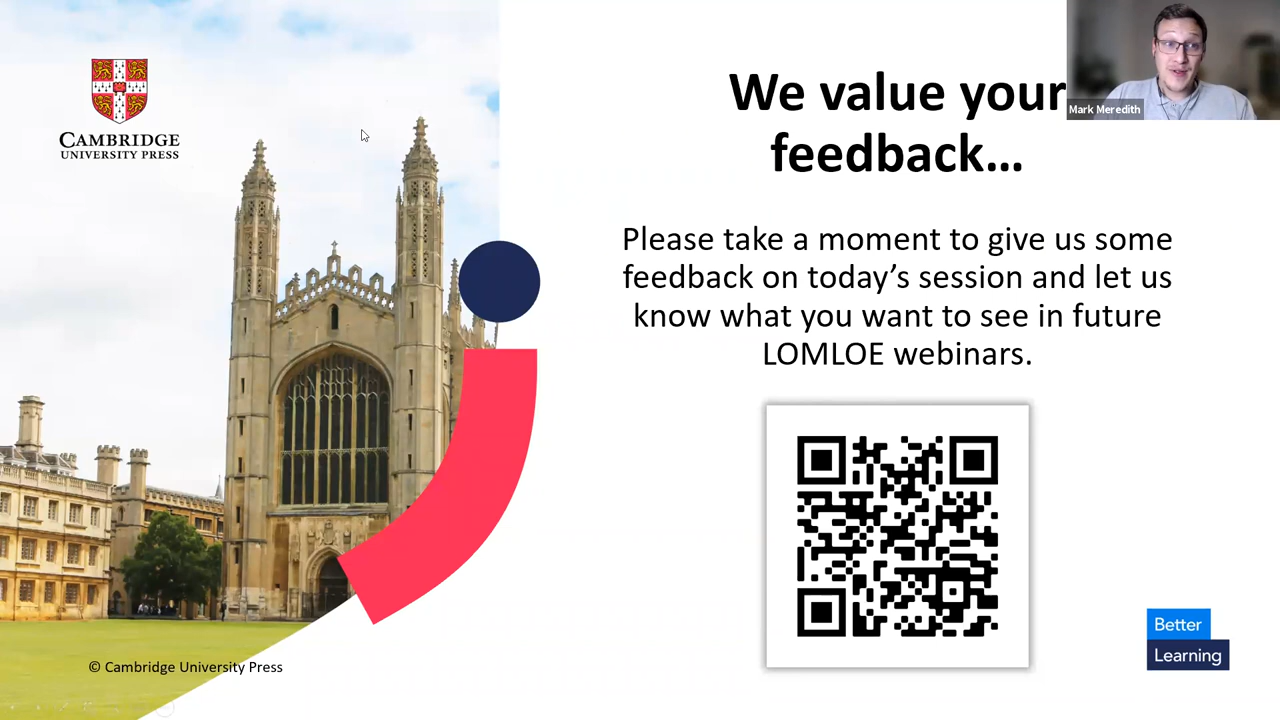 CAMBRIDGE
UNIVERSITY PRESS
We value your
feedback...
Mark Meredith
Please take a moment to give us some
feedback on today’s session and let us
know what you want to see in future
LOMLOE webinars.
Better
Learning
© Cambridge University Press